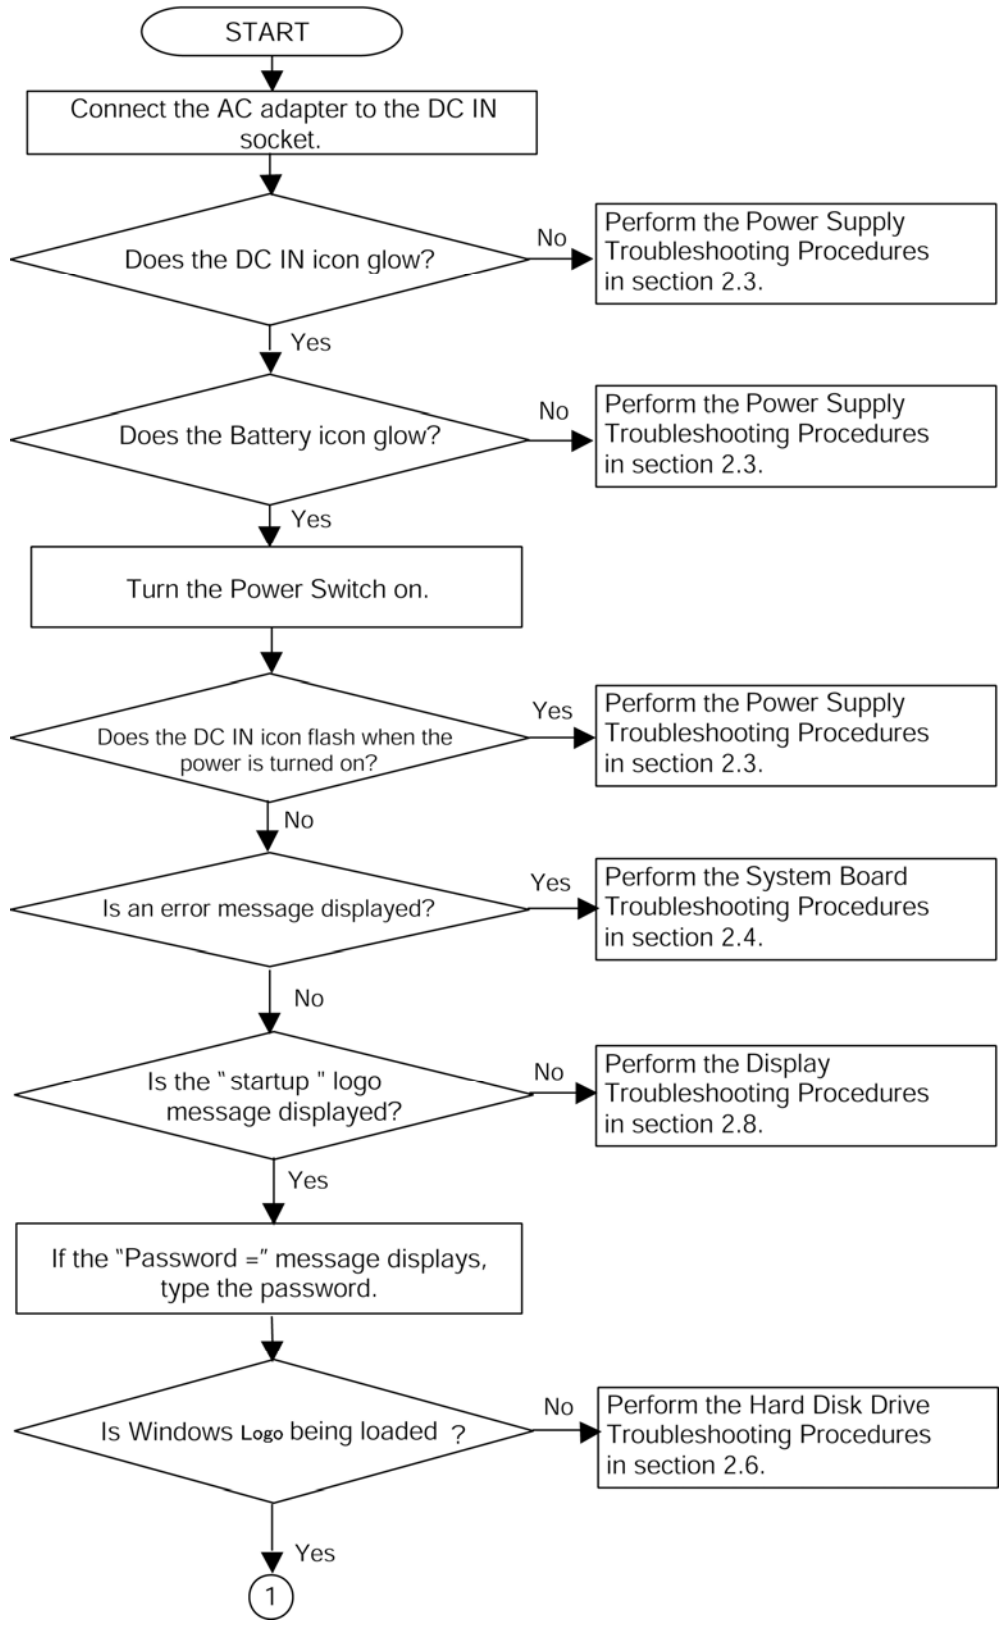 START
Connect the AC adapter to the DC IN
socket.
Does the DC IN icon glow?
No
Perform the Power Supply
Troubleshooting Procedures
in section 2.3.
Yes
Does the Battery icon glow?
No
Perform the Power Supply
Troubleshooting Procedures
in section 2.3.
Yes
Turn the Power Switch on.
Does the DC IN icon flash when the
power is turned on?
Yes
Perform the Power Supply
Troubleshooting Procedures
in section 2.3.
No
Is an error message displayed?
Yes
Perform the System Board
Troubleshooting Procedures
in section 2.4.
No
Is the “ startup " logo
message displayed?
No
Perform the Display
Troubleshooting Procedures
in section 2.8.
Yes
If the “Password =” message displays,
type the password.
Is Windows Logo being loaded ?
No
Perform the Hard Disk Drive
Troubleshooting Procedures
in section 2.6.
Yes
1